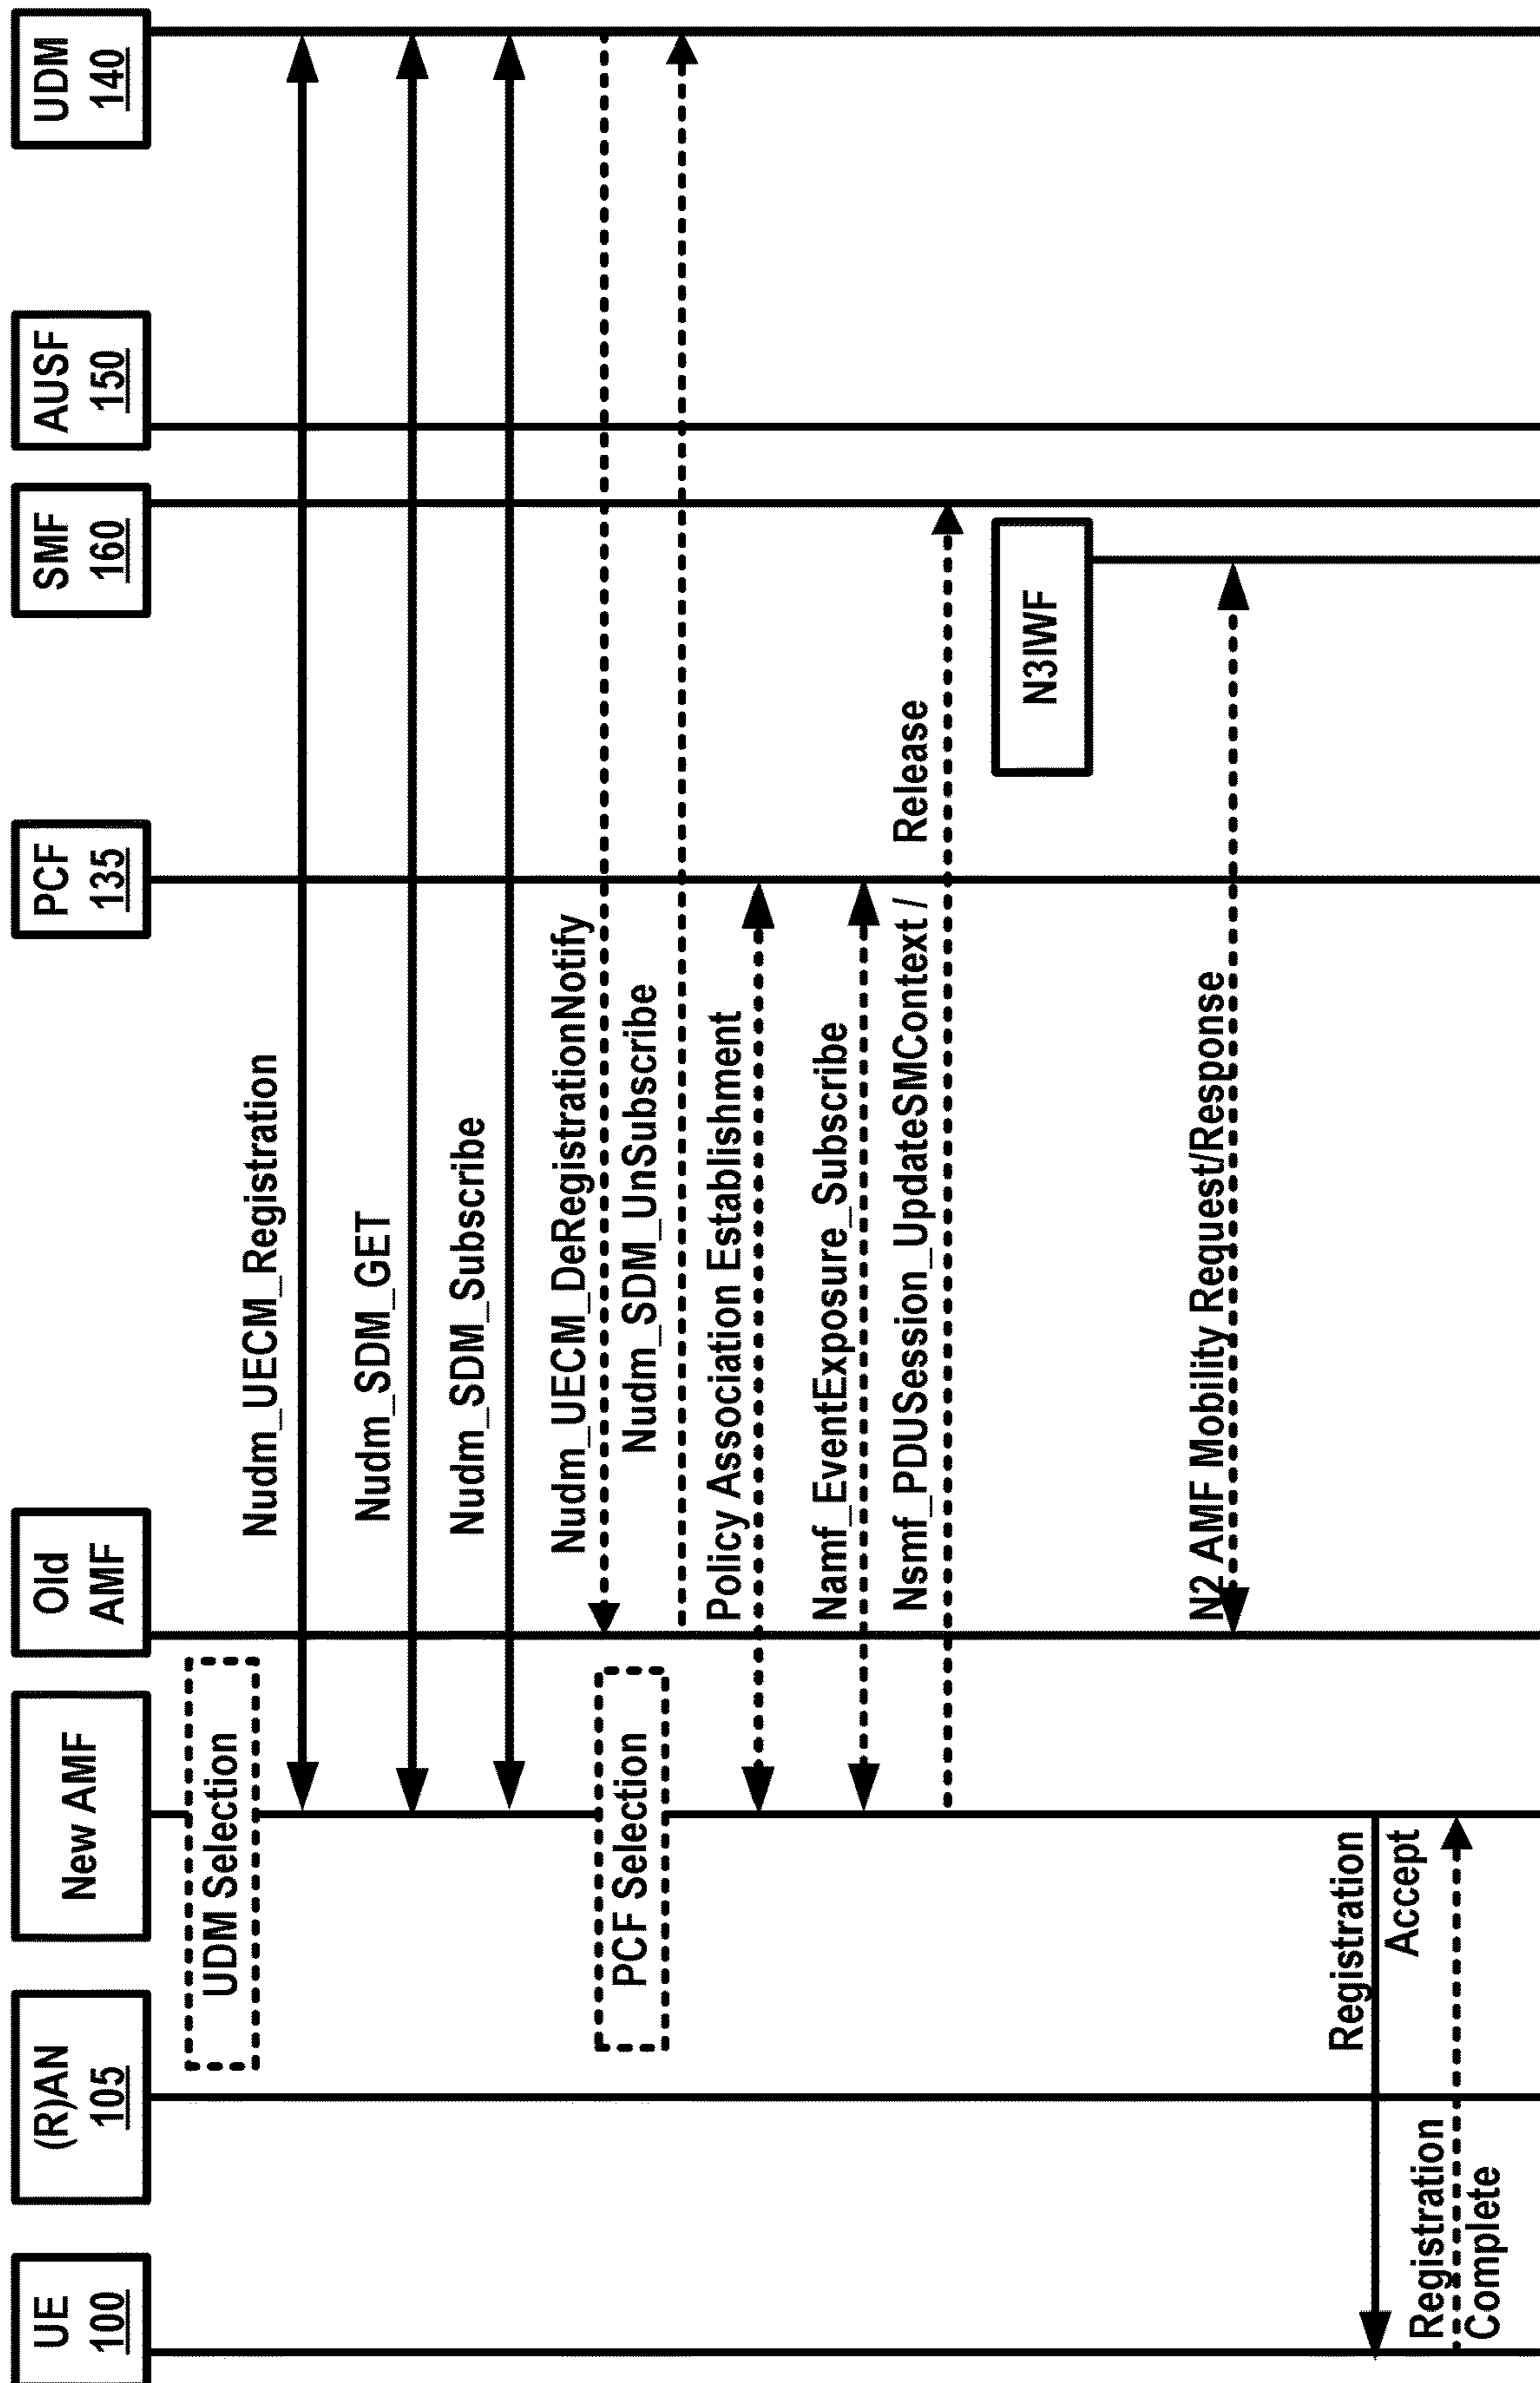 UE
100
(R)AN
105
New AMF
Old
AMF
PCF
135
SMF
160
AUSF
150
UDM
140
UDM Selection
Nudm_UECM_Registration
Nudm_SDM_GET
Nudm_SDM_Subscribe
Nudm_UECM_DeRegistrationNotify
PCF Selection
Nudm_SDM_UnSubscribe
Policy Association Establishment
Namf_EventExposure_Subscribe
Nsmf_PDUSession_UpdateSMContext / Release
N3IWF
N2 AMF Mobility Request/Response
Registration
Accept
Registration
Complete